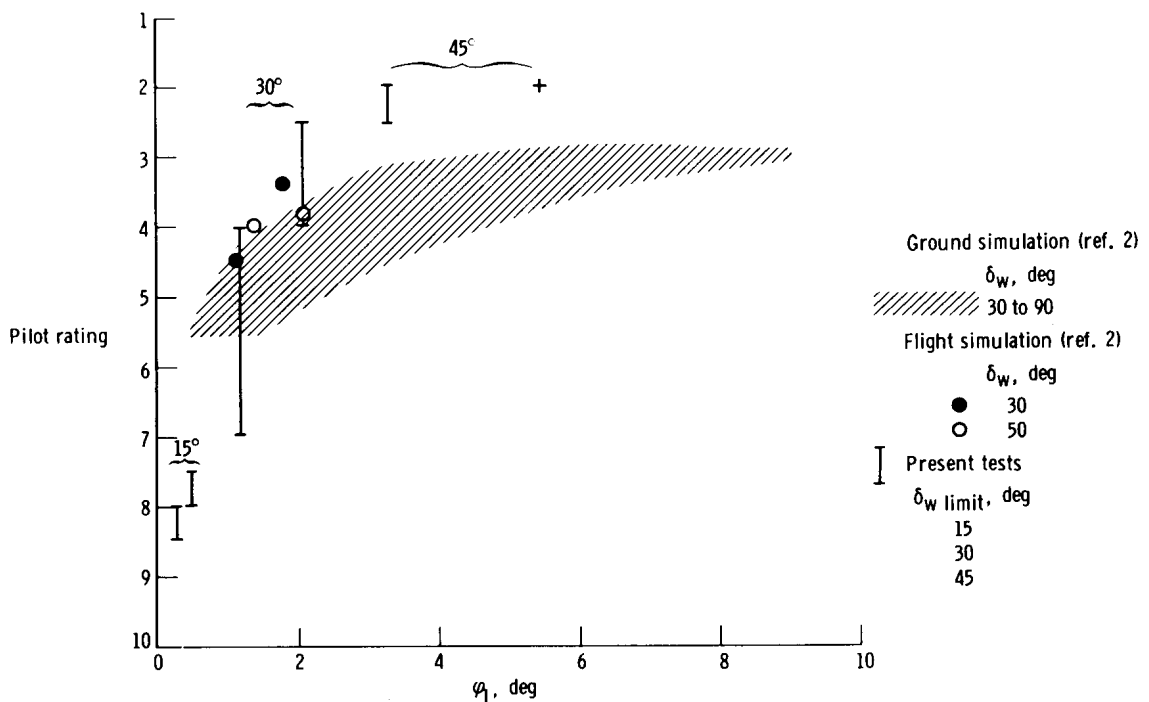 1
2
3
4
5
6
7
8
9
10
Pilot rating
0
2
4
6
8
10
φ1, deg
15°
30°
45°
Ground simulation (ref. 2)
δw, deg
30 to 90
Flight simulation (ref. 2)
δw, deg
30
50
Present tests
δw limit, deg
15
30
45